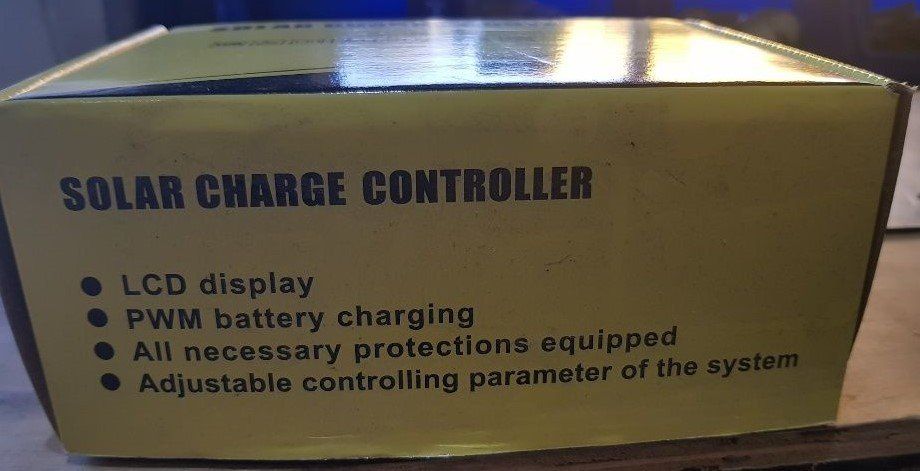 SOLAR CHARGE CONTROLLER
● LCD display
● PWM battery charging
● All necessary protections equipped
● Adjustable controlling parameter of the system